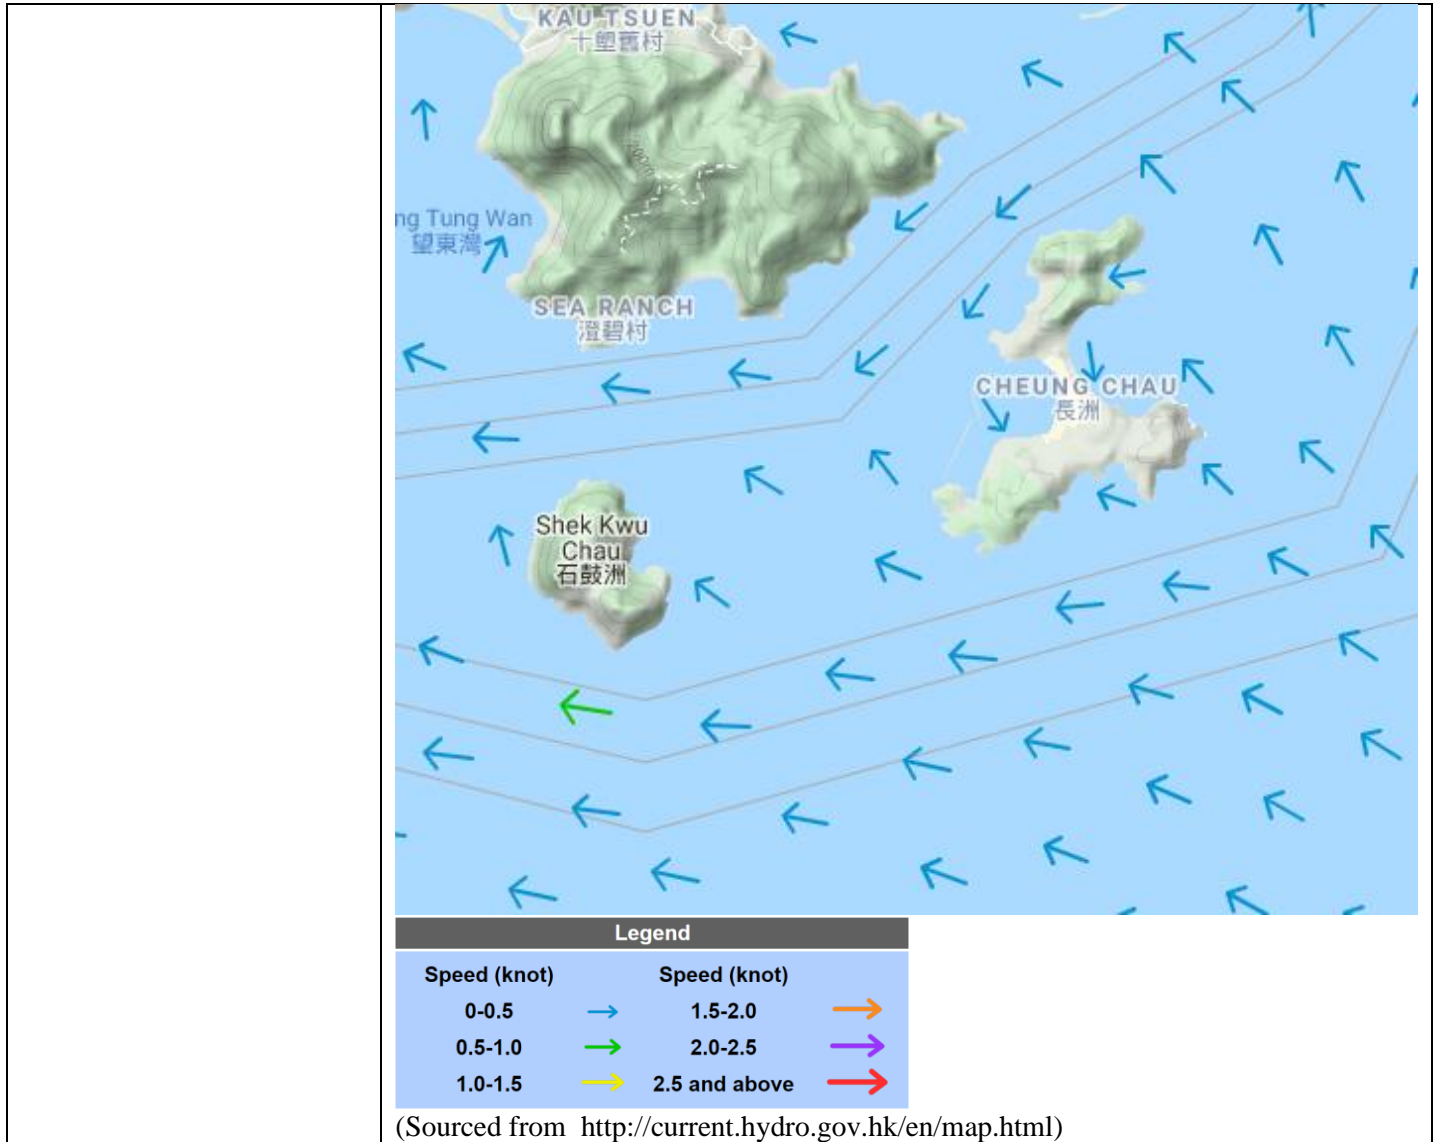 KAU TSUEN
十塱舊村
ng Tung Wan
望東灣
SEA RANCH
澄碧村
CHEUNG CHAU
長洲
Shek Kwu
Chau
石鼓洲
Legend
Speed (knot) Speed (knot)
0-0.5 1.5-2.0
0.5-1.0 2.0-2.5
1.0-1.5 2.5 and above
(Sourced from http://current.hydro.gov.hk/en/map.html)